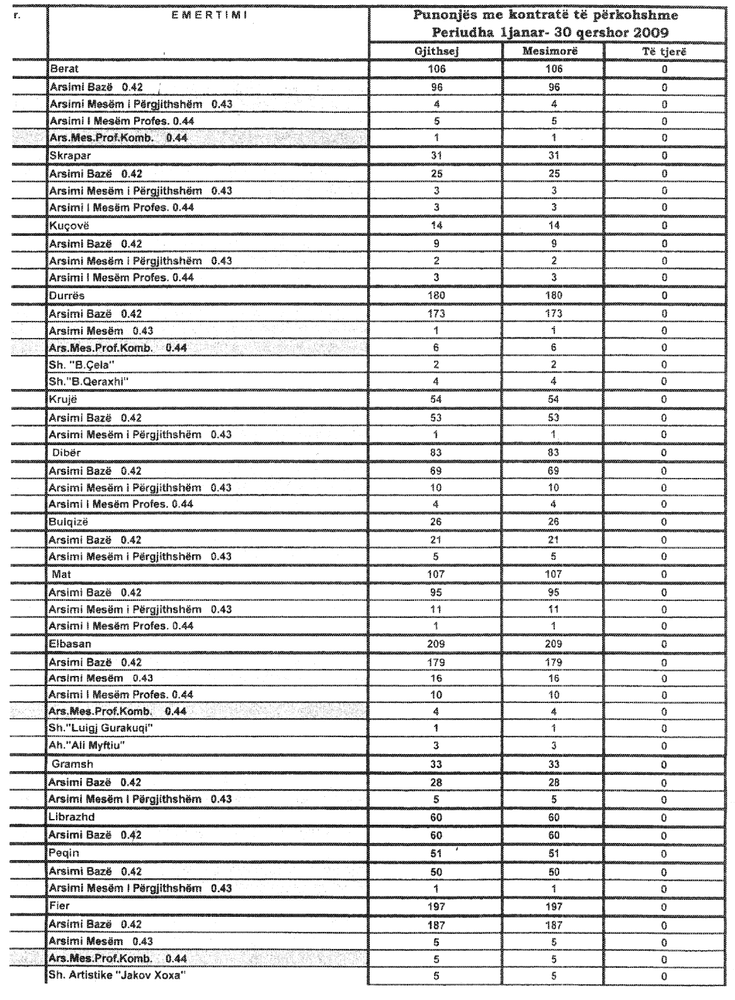 r. E M E R T I M I Punonjës me kontratë të përkohshme
Periudha 1janar- 30 qershor 2009
Gjithsej Mesimorë Të tjerë
Berat 106 106 0
Arsimi Bazë 0.42 96 96 0
Arsimi Mesëm i Përgjithshëm 0.43 4 4 0
Arsimi I Mesëm Profes. 0.44 5 5 0
Ars.Mes.Prof.Komb. 0.44 1 1 0
Skrapar 31 31 0
Arsimi Bazë 0.42 25 25 0
Arsimi Mesëm i Përgjithshëm 0.43 3 3 0
Arsimi I Mesëm Profes. 0.44 3 3 0
Kuçovë 14 14 0
Arsimi Bazë 0.42 9 9 0
Arsimi Mesëm i Përgjithshëm 0.43 2 2 0
Arsimi I Mesëm Profes. 0.44 3 3 0
Durrës 180 180 0
Arsimi Bazë 0.42 173 173 0
Arsimi Mesëm 0.43 1 1 0
Ars.Mes.Prof.Komb. 0.44 6 6 0
Sh. "B.Çela" 2 2 0
Sh."B.Qeraxhi" 4 4 0
Krujë 54 54 0
Arsimi Bazë 0.42 53 53 0
Arsimi Mesëm i Përgjithshëm 0.43 1 1 0
Dibër 83 83 0
Arsimi Bazë 0.42 69 69 0
Arsimi Mesëm i Përgjithshëm 0.43 10 10 0
Arsimi I Mesëm Profes. 0.44 4 4 0
Bulqizë 26 26 0
Arsimi Bazë 0.42 21 21 0
Arsimi Mesëm i Përgjithshëm 0.43 5 5 0
Mat 107 107 0
Arsimi Bazë 0.42 95 95 0
Arsimi Mesëm i Përgjithshëm 0.43 11 11 0
Arsimi I Mesëm Profes. 0.44 1 1 0
Elbasan 209 209 0
Arsimi Bazë 0.42 179 179 0
Arsimi Mesëm 0.43 16 16 0
Arsimi I Mesëm Profes. 0.44 10 10 0
Ars.Mes.Prof.Komb. 0.44 4 4 0
Sh."Luigj Gurakuqi" 1 1 0
Ah."Ali Myftiu" 3 3 0
Gramsh 33 33 0
Arsimi Bazë 0.42 28 28 0
Arsimi Mesëm i Përgjithshëm 0.43 5 5 0
Librazhd 60 60 0
Arsimi Bazë 0.42 60 60 0
Peqin 51 51 0
Arsimi Bazë 0.42 50 50 0
Arsimi Mesëm i Përgjithshëm 0.43 1 1 0
Fier 197 197 0
Arsimi Bazë 0.42 187 187 0
Arsimi Mesëm 0.43 5 5 0
Ars.Mes.Prof.Komb. 0.44 5 5 0
Sh. Artistike "Jakov Xoxa" 5 5 0